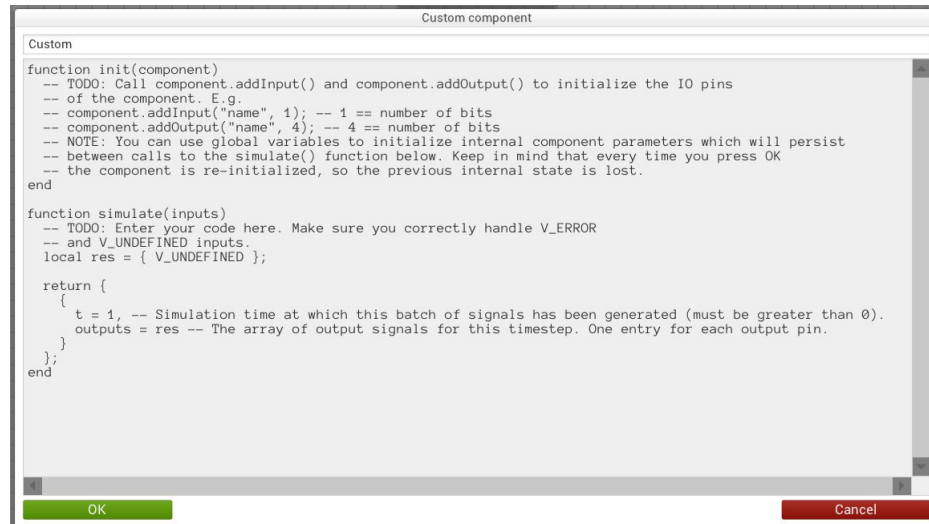 Custom component
Custom
function init(component)
-- TODO: Call component.addInput() and component.addOutput() to initialize the IO pins
-- of the component. E.g.
-- component.addInput("name", 1); -- 1 == number of bits
-- component.addOutput("name", 4); -- 4 == number of bits
-- NOTE: You can use global variables to initialize internal component parameters which will persist
-- between calls to the simulate() function below. Keep in mind that every time you press OK
-- the component is re-initialized, so the previous internal state is lost.
end
function simulate(inputs)
-- TODO: Enter your code here. Make sure you correctly handle V_ERROR
-- and V_UNDEFINED inputs.
local res = { V_UNDEFINED };
return {
{
t = 1, -- Simulation time at which this batch of signals has been generated (must be greater than 0).
outputs = res -- The array of output signals for this timestep. One entry for each output pin.
}
};
end
OK
Cancel